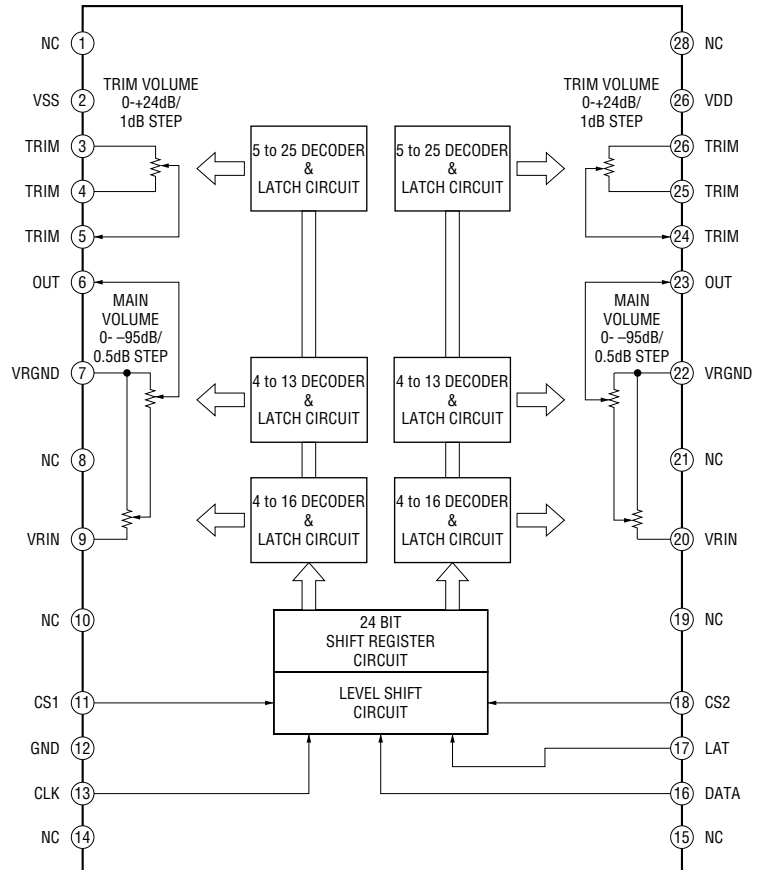 NC 1
28 NC
VSS 2
26 VDD
TRIM VOLUME
0-+24dB/
1dB STEP
TRIM VOLUME
0-+24dB/
1dB STEP
TRIM 3
26 TRIM
TRIM 4
25 TRIM
TRIM 5
24 TRIM
5 to 25 DECODER
&
LATCH CIRCUIT
5 to 25 DECODER
&
LATCH CIRCUIT
OUT 6
23 OUT
MAIN
VOLUME
0- –95dB/
0.5dB STEP
MAIN
VOLUME
0- –95dB/
0.5dB STEP
VRGND 7
22 VRGND
4 to 13 DECODER
&
LATCH CIRCUIT
4 to 13 DECODER
&
LATCH CIRCUIT
NC 8
21 NC
4 to 16 DECODER
&
LATCH CIRCUIT
4 to 16 DECODER
&
LATCH CIRCUIT
VRIN 9
20 VRIN
NC 10
19 NC
24 BIT
SHIFT REGISTER
CIRCUIT
CS1 11
18 CS2
LEVEL SHIFT
CIRCUIT
GND 12
17 LAT
CLK 13
16 DATA
NC 14
15 NC